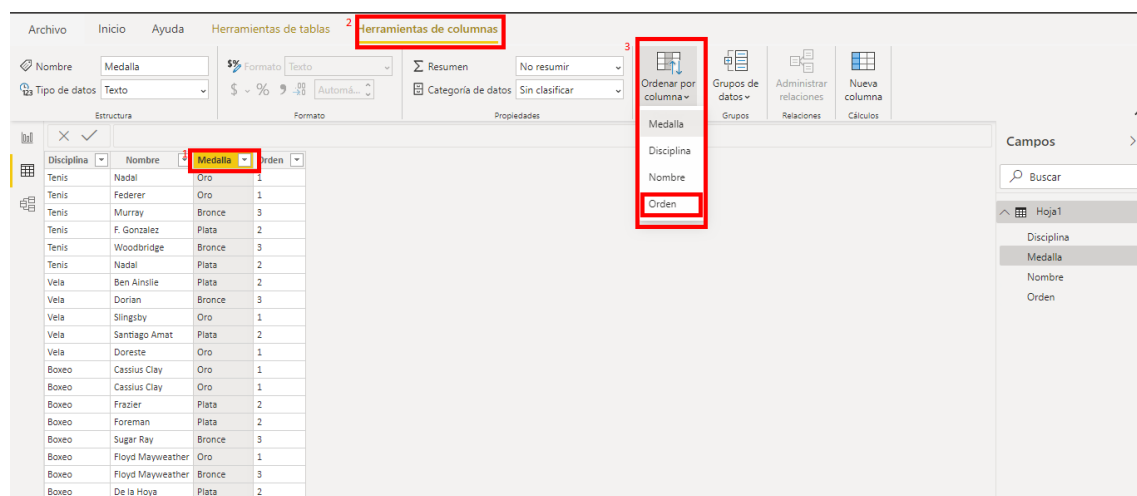 Archivo Inicio Ayuda Herramientas de tablas 2 Herramientas de columnas
3
Nombre Medalla
Tipo de datos Texto
Estructura
$% Formato Texto
$ % 9 .00 Automá...
Formato
Resumen No resumir
Categoría de datos Sin clasificar
Propiedades
Ordenar por columna
Medalla
Disciplina
Nombre
Orden
Grupos de datos
Grupos
Administrar relaciones
Relaciones
Nueva columna
Cálculos
1
Disciplina Nombre Medalla Orden
Tenis Nadal Oro 1
Tenis Federer Oro 1
Tenis Murray Bronce 3
Tenis F. Gonzalez Plata 2
Tenis Woodbridge Bronce 3
Tenis Nadal Plata 2
Vela Ben Ainslie Plata 2
Vela Dorian Bronce 3
Vela Slingsby Oro 1
Vela Santiago Amat Plata 2
Vela Doreste Oro 1
Boxeo Cassius Clay Oro 1
Boxeo Cassius Clay Oro 1
Boxeo Frazier Plata 2
Boxeo Foreman Plata 2
Boxeo Sugar Ray Bronce 3
Boxeo Floyd Mayweather Oro 1
Boxeo Floyd Mayweather Bronce 3
Boxeo De la Hoya Plata 2
Campos
Buscar
Hoja1
Disciplina
Medalla
Nombre
Orden